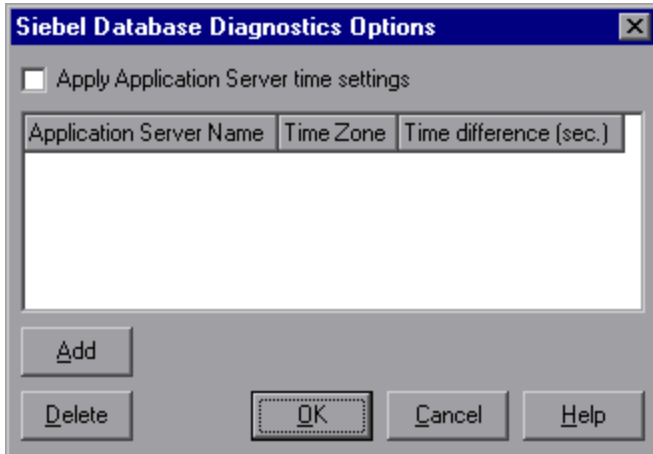 Siebel Database Diagnostics Options
Apply Application Server time settings
Application Server Name Time Zone Time difference (sec.)
Add
Delete OK Cancel Help